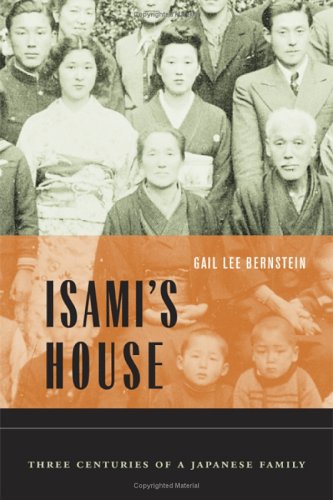 GAIL LEE BERNSTEIN
ISAMI'S
HOUSE
THREE CENTURIES OF A JAPANESE FAMILY
Copyrighted Material